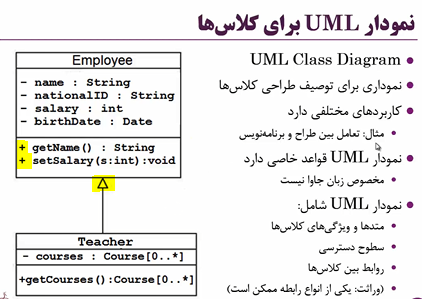 نمودار UML برای کلاس‌ها
UML Class Diagram
نموداری برای توصیف طراحی کلاس‌ها
کاربردهای مختلفی دارد
مثال: تعامل بین طراح و برنامه‌نویس
نمودار UML قواعد خاصی دارد
مخصوص زبان جاوا نیست
نمودار UML شامل:
متدها و ویژگی‌های کلاس‌ها
سطوح دسترسی
روابط بین کلاس‌ها
(وراثت: یکی از انواع رابطه ممکن است)
Employee
- name : String
- nationalID : String
- salary : int
- birthDate : Date
+ getName() : String
+ setSalary(s:int):void
Teacher
- courses : Course[0..*]
+getCourses():Course[0..*]